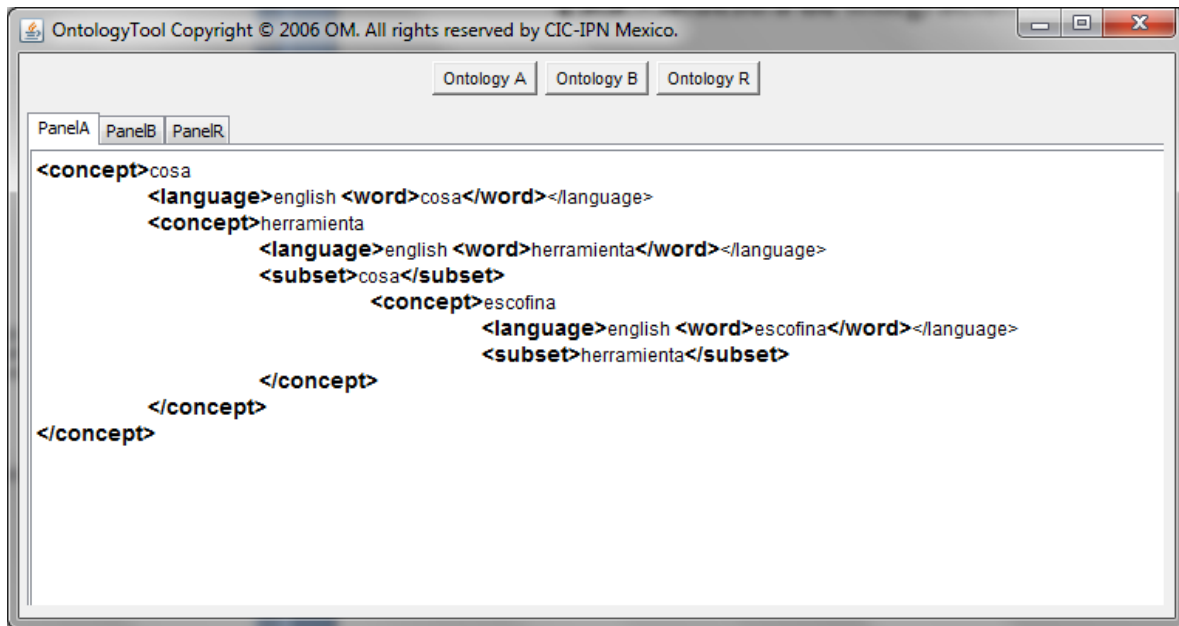 OntologyTool Copyright © 2006 OM. All rights reserved by CIC-IPN Mexico.
Ontology A Ontology B Ontology R
PanelA PanelB PanelR
<concept>cosa
<language>english <word>cosa</word></language>
<concept>herramienta
<language>english <word>herramienta</word></language>
<subset>cosa</subset>
<concept>escofina
<language>english <word>escofina</word></language>
<subset>herramienta</subset>
</concept>
</concept>
</concept>